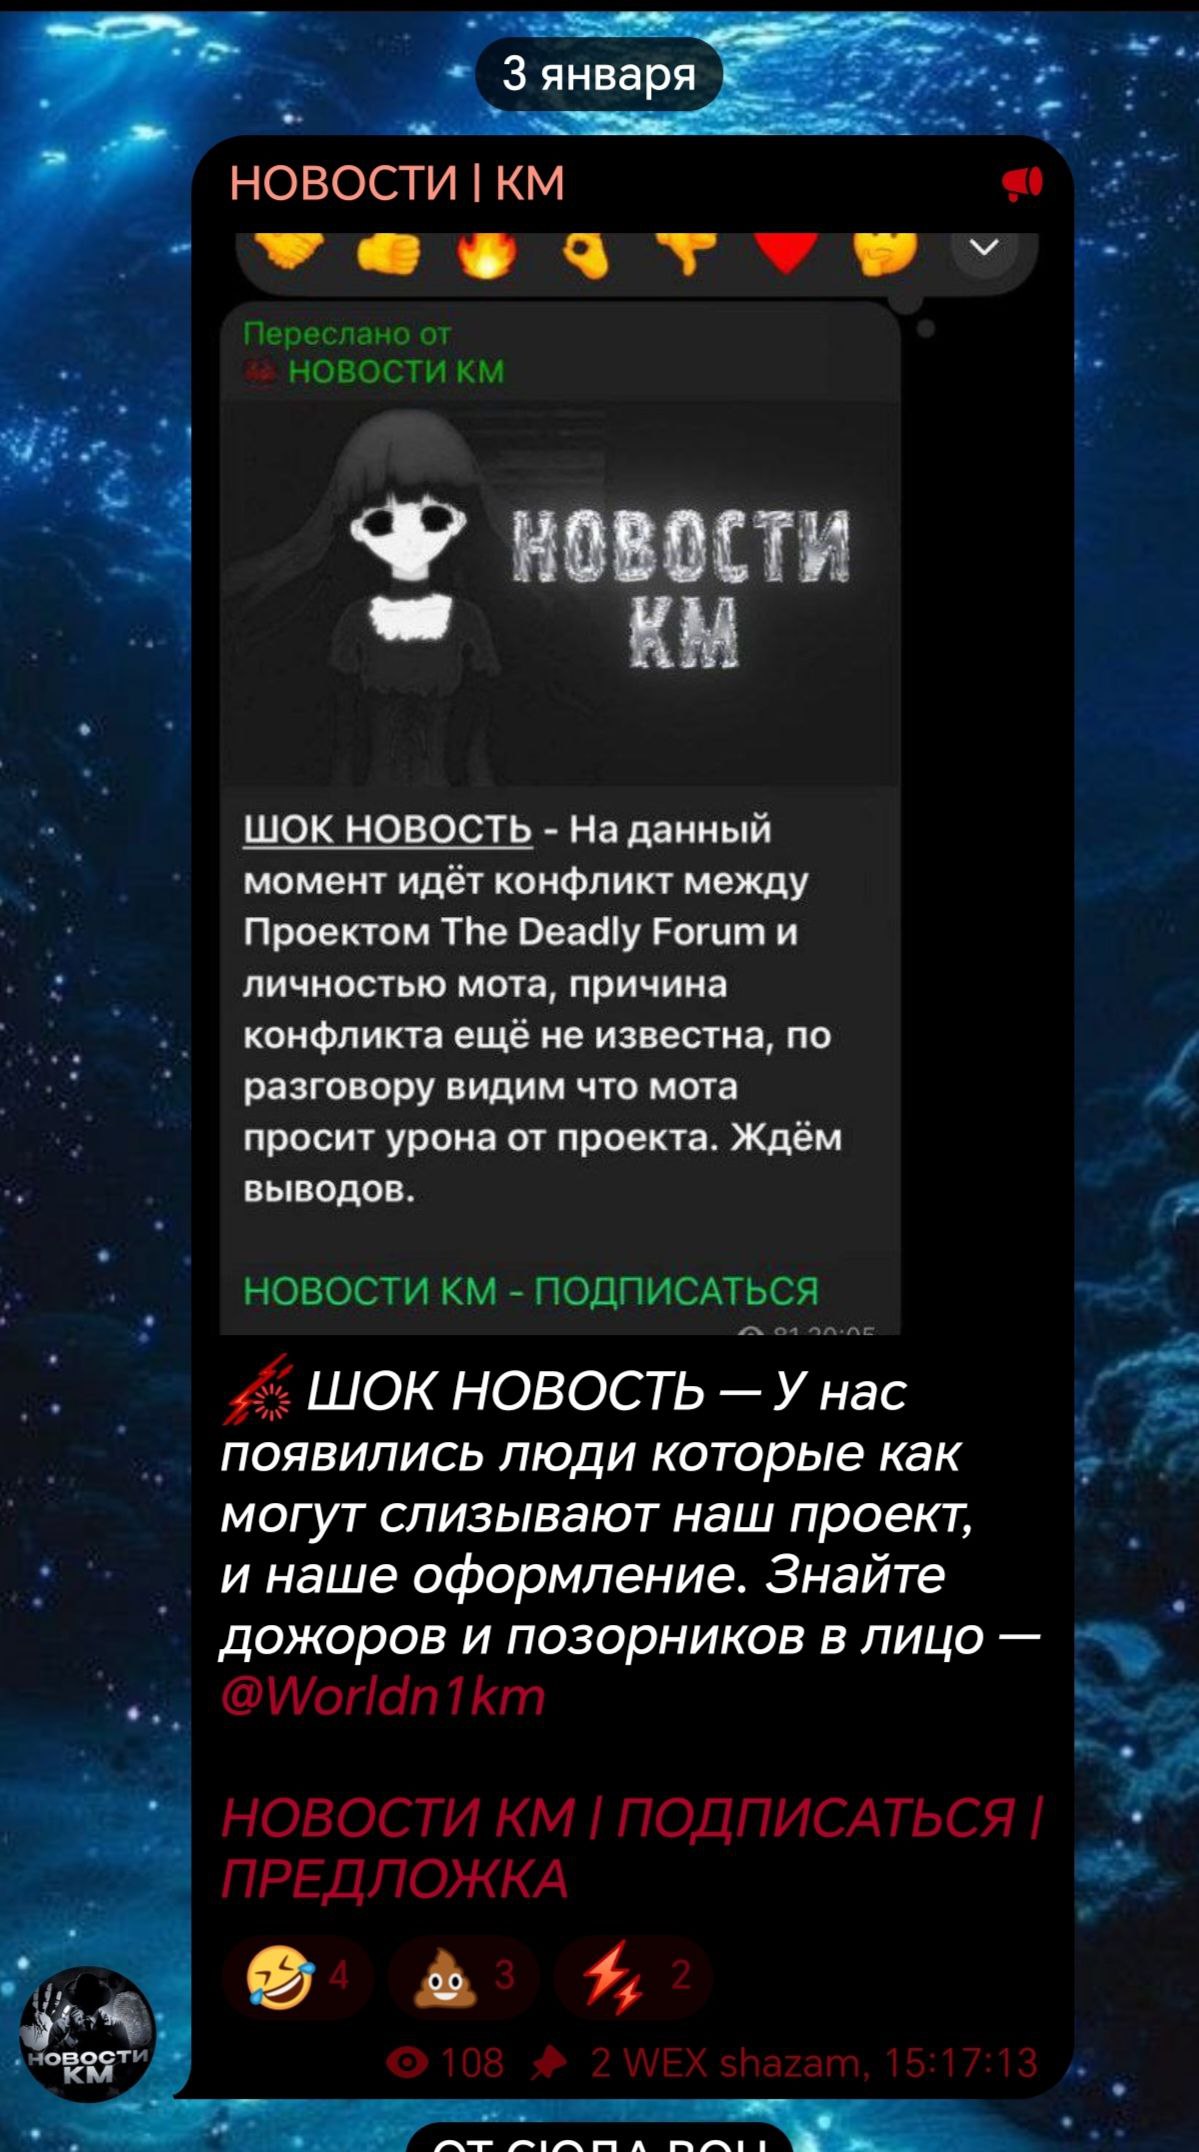 3 января
НОВОСТИ | КМ
Переслано от
НОВОСТИ КМ
НОВОСТИ
КМ
ШОК НОВОСТЬ - На данный
момент идёт конфликт между
Проектом The Deadly Forum и
личностью мота, причина
конфликта ещё не известна, по
разговору видим что мота
просит урона от проекта. Ждём
выводов.
НОВОСТИ КМ - ПОДПИСАТЬСЯ
ШОК НОВОСТЬ — У нас
появились люди которые как
могут слизывают наш проект,
и наше оформление. Знайте
дожоров и позорников в лицо —
@Worldn1km
НОВОСТИ КМ | ПОДПИСАТЬСЯ |
ПРЕДЛОЖКА
4 3 2
108 2 WEX shazam, 15:17:13
НОВОСТИ
КМ